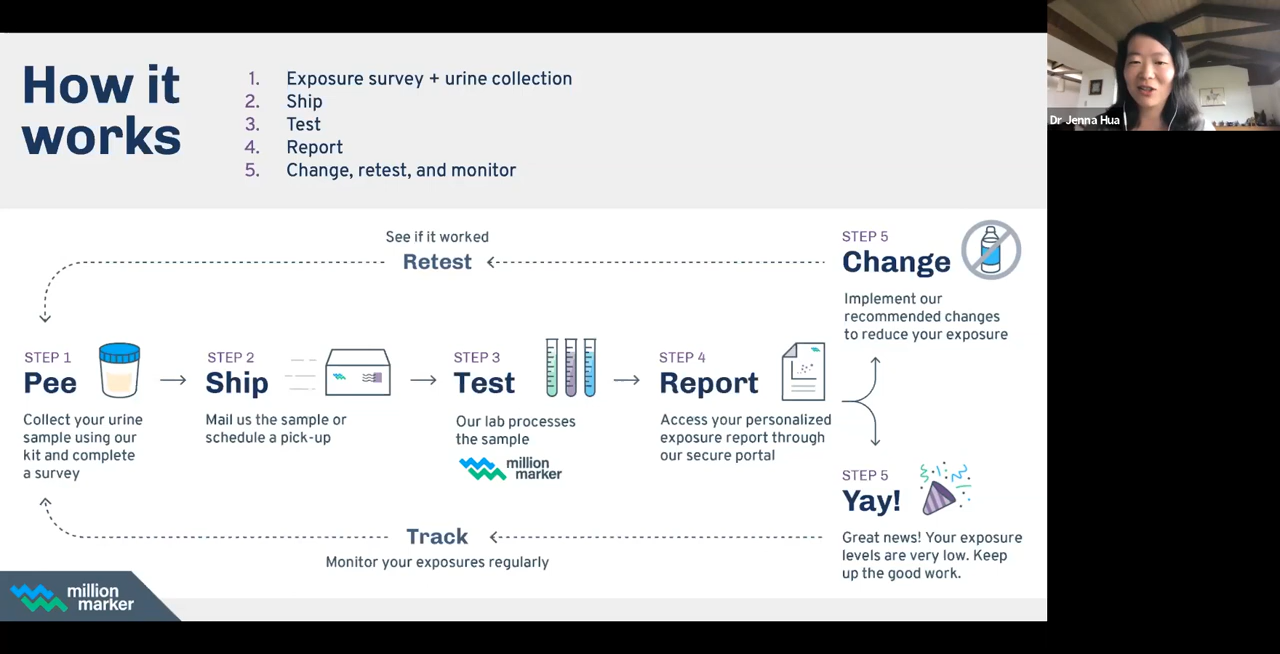 How it
works
1. Exposure survey + urine collection
2. Ship
3. Test
4. Report
5. Change, retest, and monitor
Dr Jenna Hua
See if it worked
Retest
STEP 5
Change
Implement our
recommended changes
to reduce your exposure
STEP 1
Pee
Collect your urine
sample using our
kit and complete
a survey
STEP 2
Ship
Mail us the sample or
schedule a pick-up
STEP 3
Test
Our lab processes
the sample
million
marker
STEP 4
Report
Access your personalized
exposure report through
our secure portal
STEP 5
Yay!
Great news! Your exposure
levels are very low. Keep
up the good work.
Track
Monitor your exposures regularly
million
marker